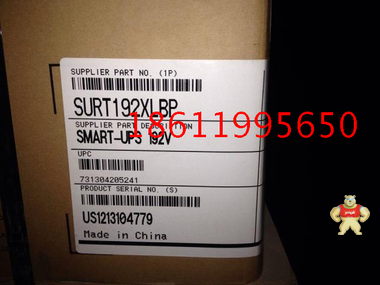 SUPPLIER PART NO. (1P)
SURT192XLBP
18611995650
SUPPLIER PART DESCRIPTION
SMART-UPS 192V
UPC
731304205241
PRODUCT SERIAL NO. (S)
US1213104779
Made in China